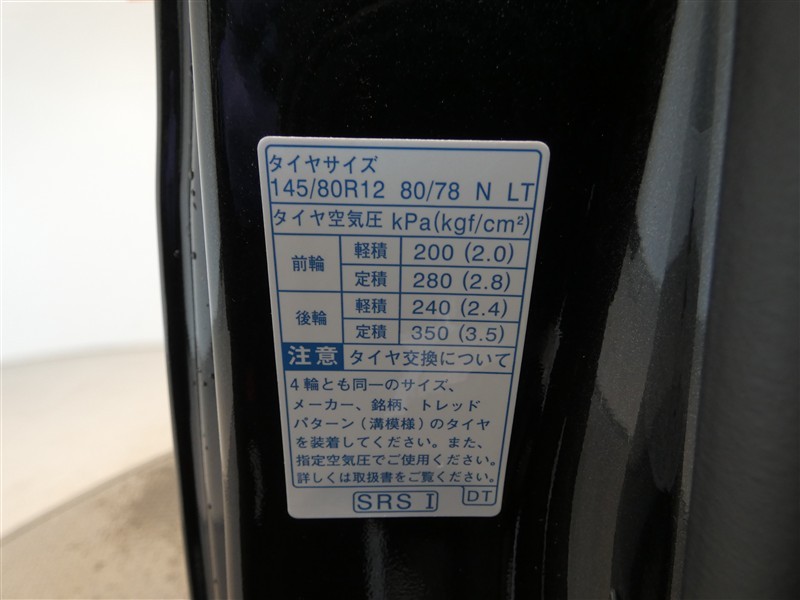 タイヤサイズ
145/80R12 80/78 N LT
タイヤ空気圧 kPa(kgf/cm²)
前輪 軽積 200 (2.0)
定積 280 (2.8)
後輪 軽積 240 (2.4)
定積 350 (3.5)
注意 タイヤ交換について
4輪とも同一のサイズ、
メーカー、銘柄、トレッド
パターン(溝模様)のタイヤ
を装着してください。また、
指定空気圧でご使用ください。
詳しくは取扱書をご覧ください。
SRS I DT